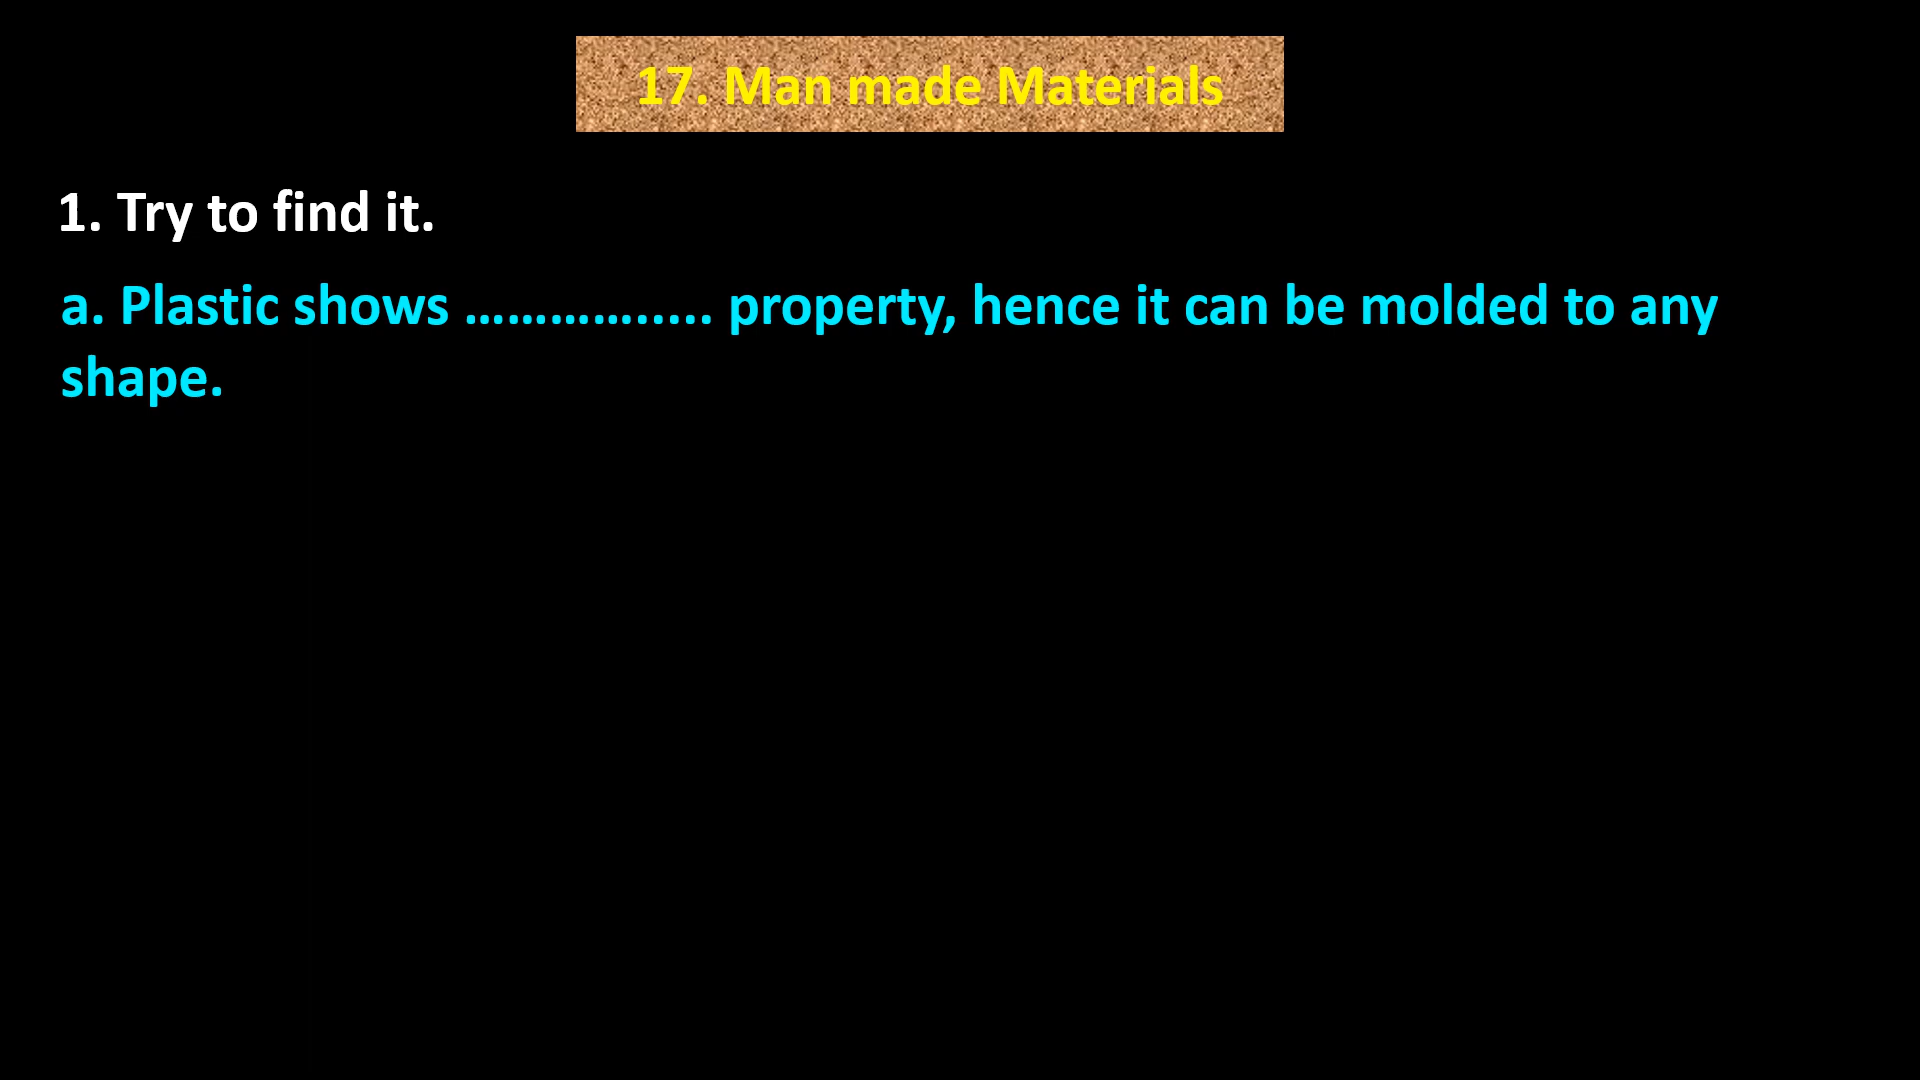 17. Man made Materials
1. Try to find it.
a. Plastic shows ………….…… property, hence it can be molded to any
shape.